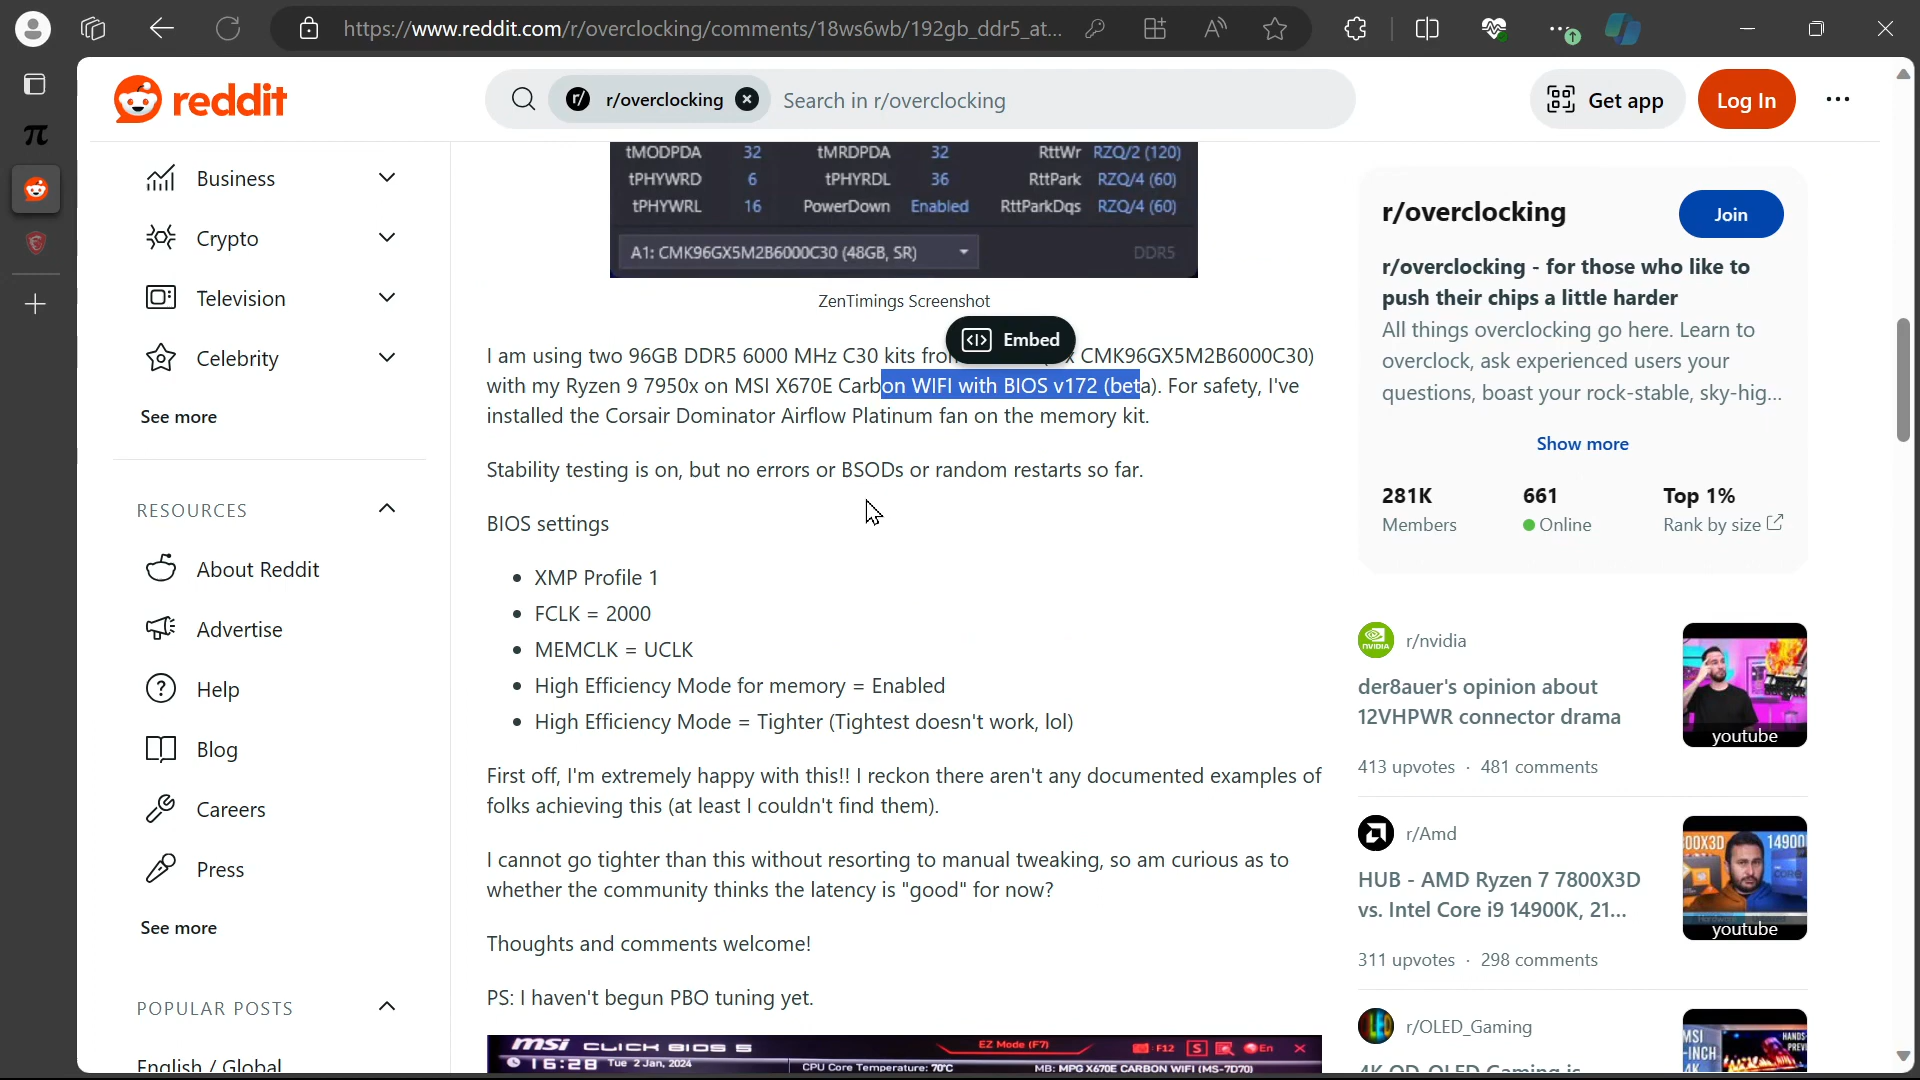 https://www.reddit.com/r/overclocking/comments/18ws6wb/192gb_ddr5_at...
reddit
r/overclocking
Search in r/overclocking
Get app
Log In
Business
Crypto
Television
Celebrity
See more
RESOURCES
About Reddit
Advertise
Help
Blog
Careers
Press
See more
POPULAR POSTS
English / Global
tMODPDA 32 tMRDPDA 32 RttWr RZQ/2 (120)
tPHYWRD 6 tPHYRDL 36 RttPark RZQ/4 (60)
tPHYWRL 16 PowerDown Enabled RttParkDqs RZQ/4 (60)
A1: CMK96GX5M2B6000C30 (48GB, SR) DDR5
ZenTimings Screenshot
Embed
I am using two 96GB DDR5 6000 MHz C30 kits CMK96GX5M2B6000C30)
with my Ryzen 9 7950x on MSI X670E Carbon WIFI with BIOS v172 (beta). For safety, I've
installed the Corsair Dominator Airflow Platinum fan on the memory kit.
Stability testing is on, but no errors or BSODs or random restarts so far.
BIOS settings
• XMP Profile 1
• FCLK = 2000
• MEMCLK = UCLK
• High Efficiency Mode for memory = Enabled
• High Efficiency Mode = Tighter (Tightest doesn't work, lol)
First off, I'm extremely happy with this!! I reckon there aren't any documented examples of
folks achieving this (at least I couldn't find them).
I cannot go tighter than this without resorting to manual tweaking, so am curious as to
whether the community thinks the latency is "good" for now?
Thoughts and comments welcome!
PS: I haven't begun PBO tuning yet.
msi CLICK BIOS 5 EZ Mode (F7) F12 S En X
16:28 Tue 2 Jan, 2024 CPU Core Temperature: 70°C MB: MPG X670E CARBON WIFI (MS-7D70)
r/overclocking
Join
r/overclocking - for those who like to
push their chips a little harder
All things overclocking go here. Learn to
overclock, ask experienced users your
questions, boast your rock-stable, sky-hig...
Show more
281K 661 Top 1%
Members Online Rank by size
r/nvidia
der8auer's opinion about
12VHPWR connector drama
youtube
413 upvotes · 481 comments
r/Amd
HUB - AMD Ryzen 7 7800X3D
vs. Intel Core i9 14900K, 21...
00X3D 14900
youtube
311 upvotes · 298 comments
r/OLED_Gaming
MSI
-INCH
HANDS-